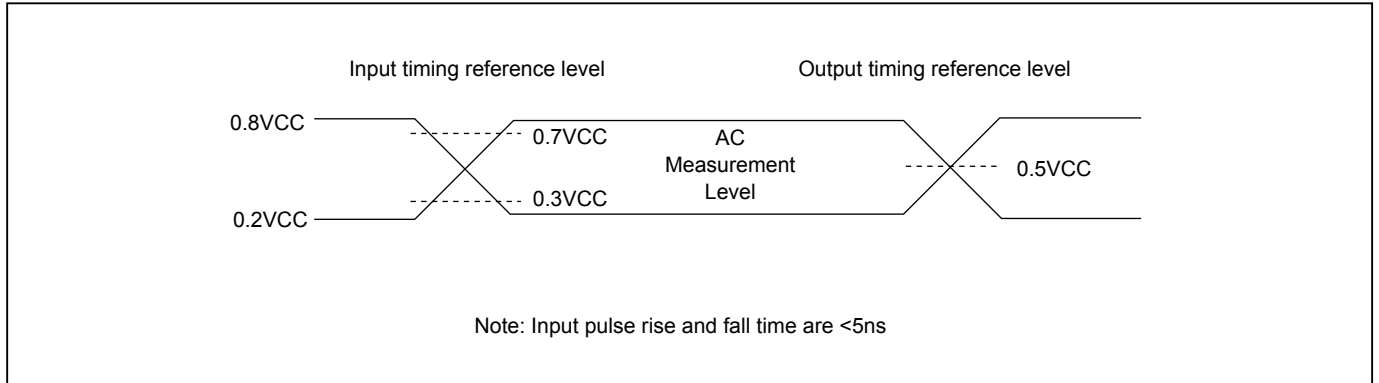 Input timing reference level
Output timing reference level
0.8VCC
0.7VCC
AC
Measurement
Level
0.5VCC
0.3VCC
0.2VCC
Note: Input pulse rise and fall time are <5ns